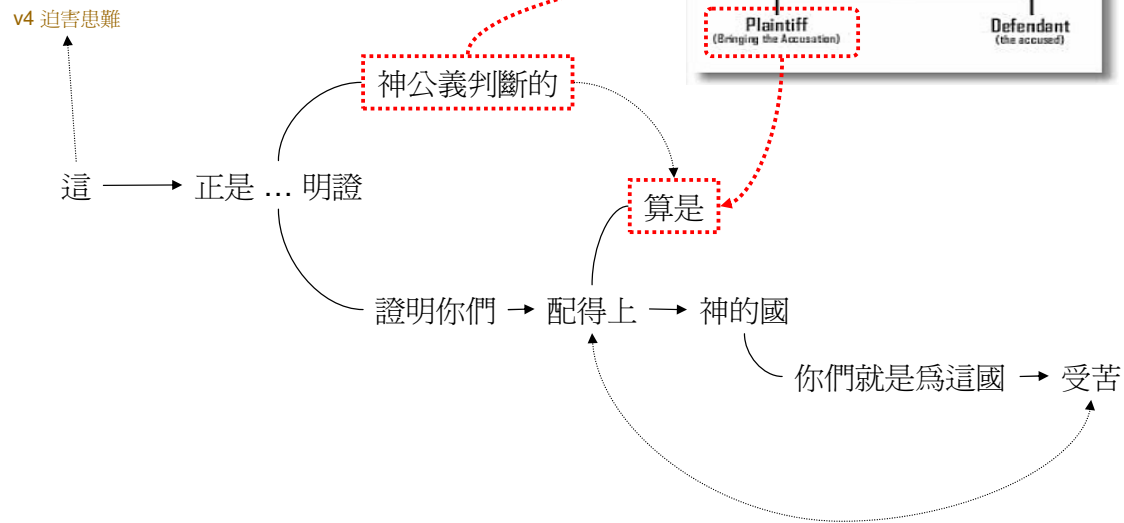 v4 迫害患難
Plaintiff
(Bringing the Accusation)
Defendant
(the accused)
神公義判斷的
這
正是 … 明證
算是
證明你們
配得上
神的國
你們就是爲這國
受苦